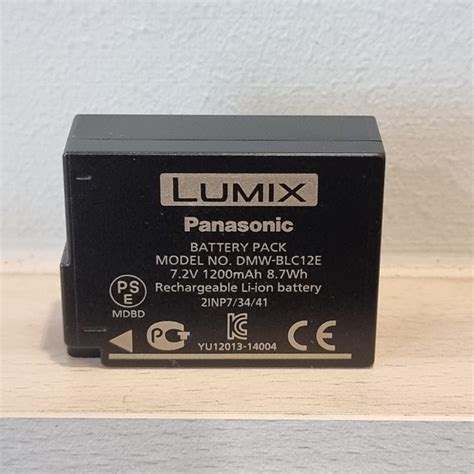 LUMIX
Panasonic
BATTERY PACK
MODEL NO. DMW-BLC12E
7.2V 1200mAh 8.7Wh
Rechargeable Li-ion battery
2INP7/34/41
PS
E
MDBD
РГ
YU12013-14004